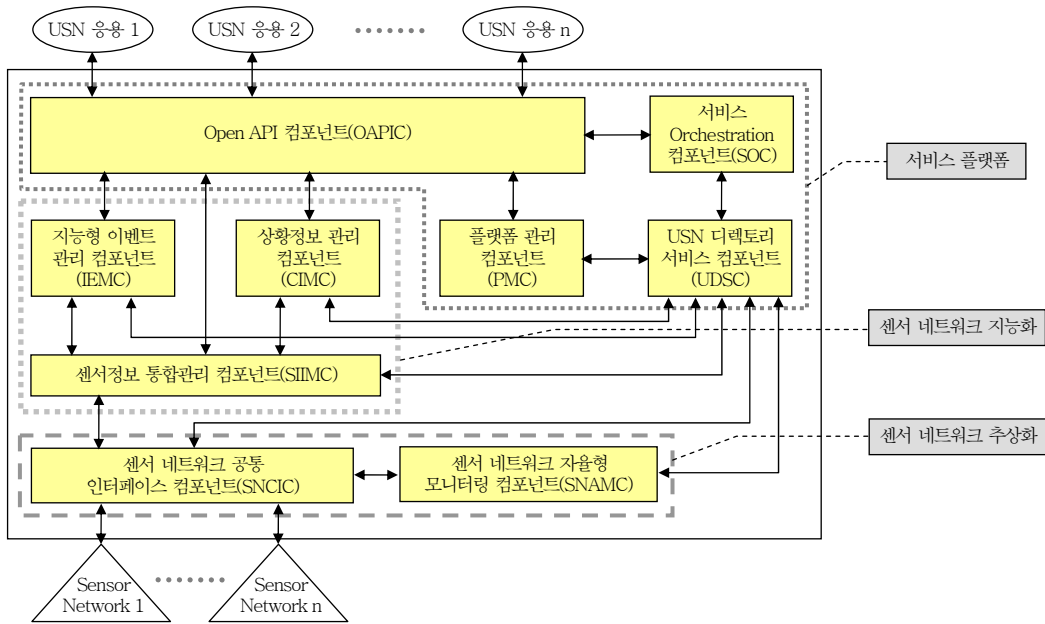 USN 응용 1
USN 응용 2
USN 응용 n
Open API 컴포넌트(OAPIC)
서비스
Orchestration
컴포넌트(SOC)
서비스 플랫폼
지능형 이벤트
관리 컴포넌트
(IEMC)
상황정보 관리
컴포넌트
(CIMC)
플랫폼 관리
컴포넌트
(PMC)
USN 디렉토리
서비스 컴포넌트
(UDSC)
센서 네트워크 지능화
센서정보 통합관리 컴포넌트(SIIMC)
센서 네트워크 추상화
센서 네트워크 공통
인터페이스 컴포넌트(SNCIC)
센서 네트워크 자율형
모니터링 컴포넌트(SNAMC)
Sensor
Network 1
Sensor
Network n